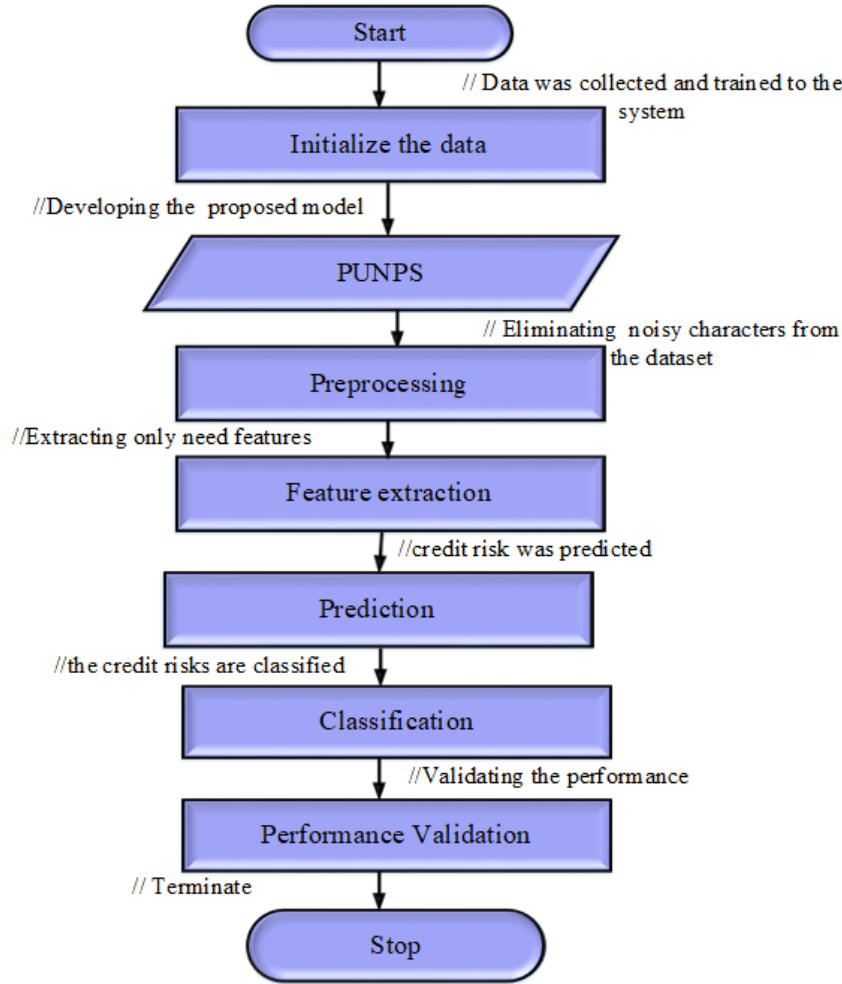 Start
// Data was collected and trained to the
system
Initialize the data
//Developing the proposed model
PUNPS
// Eliminating noisy characters from
the dataset
Preprocessing
//Extracting only need features
Feature extraction
//credit risk was predicted
Prediction
//the credit risks are classified
Classification
//Validating the performance
Performance Validation
// Terminate
Stop